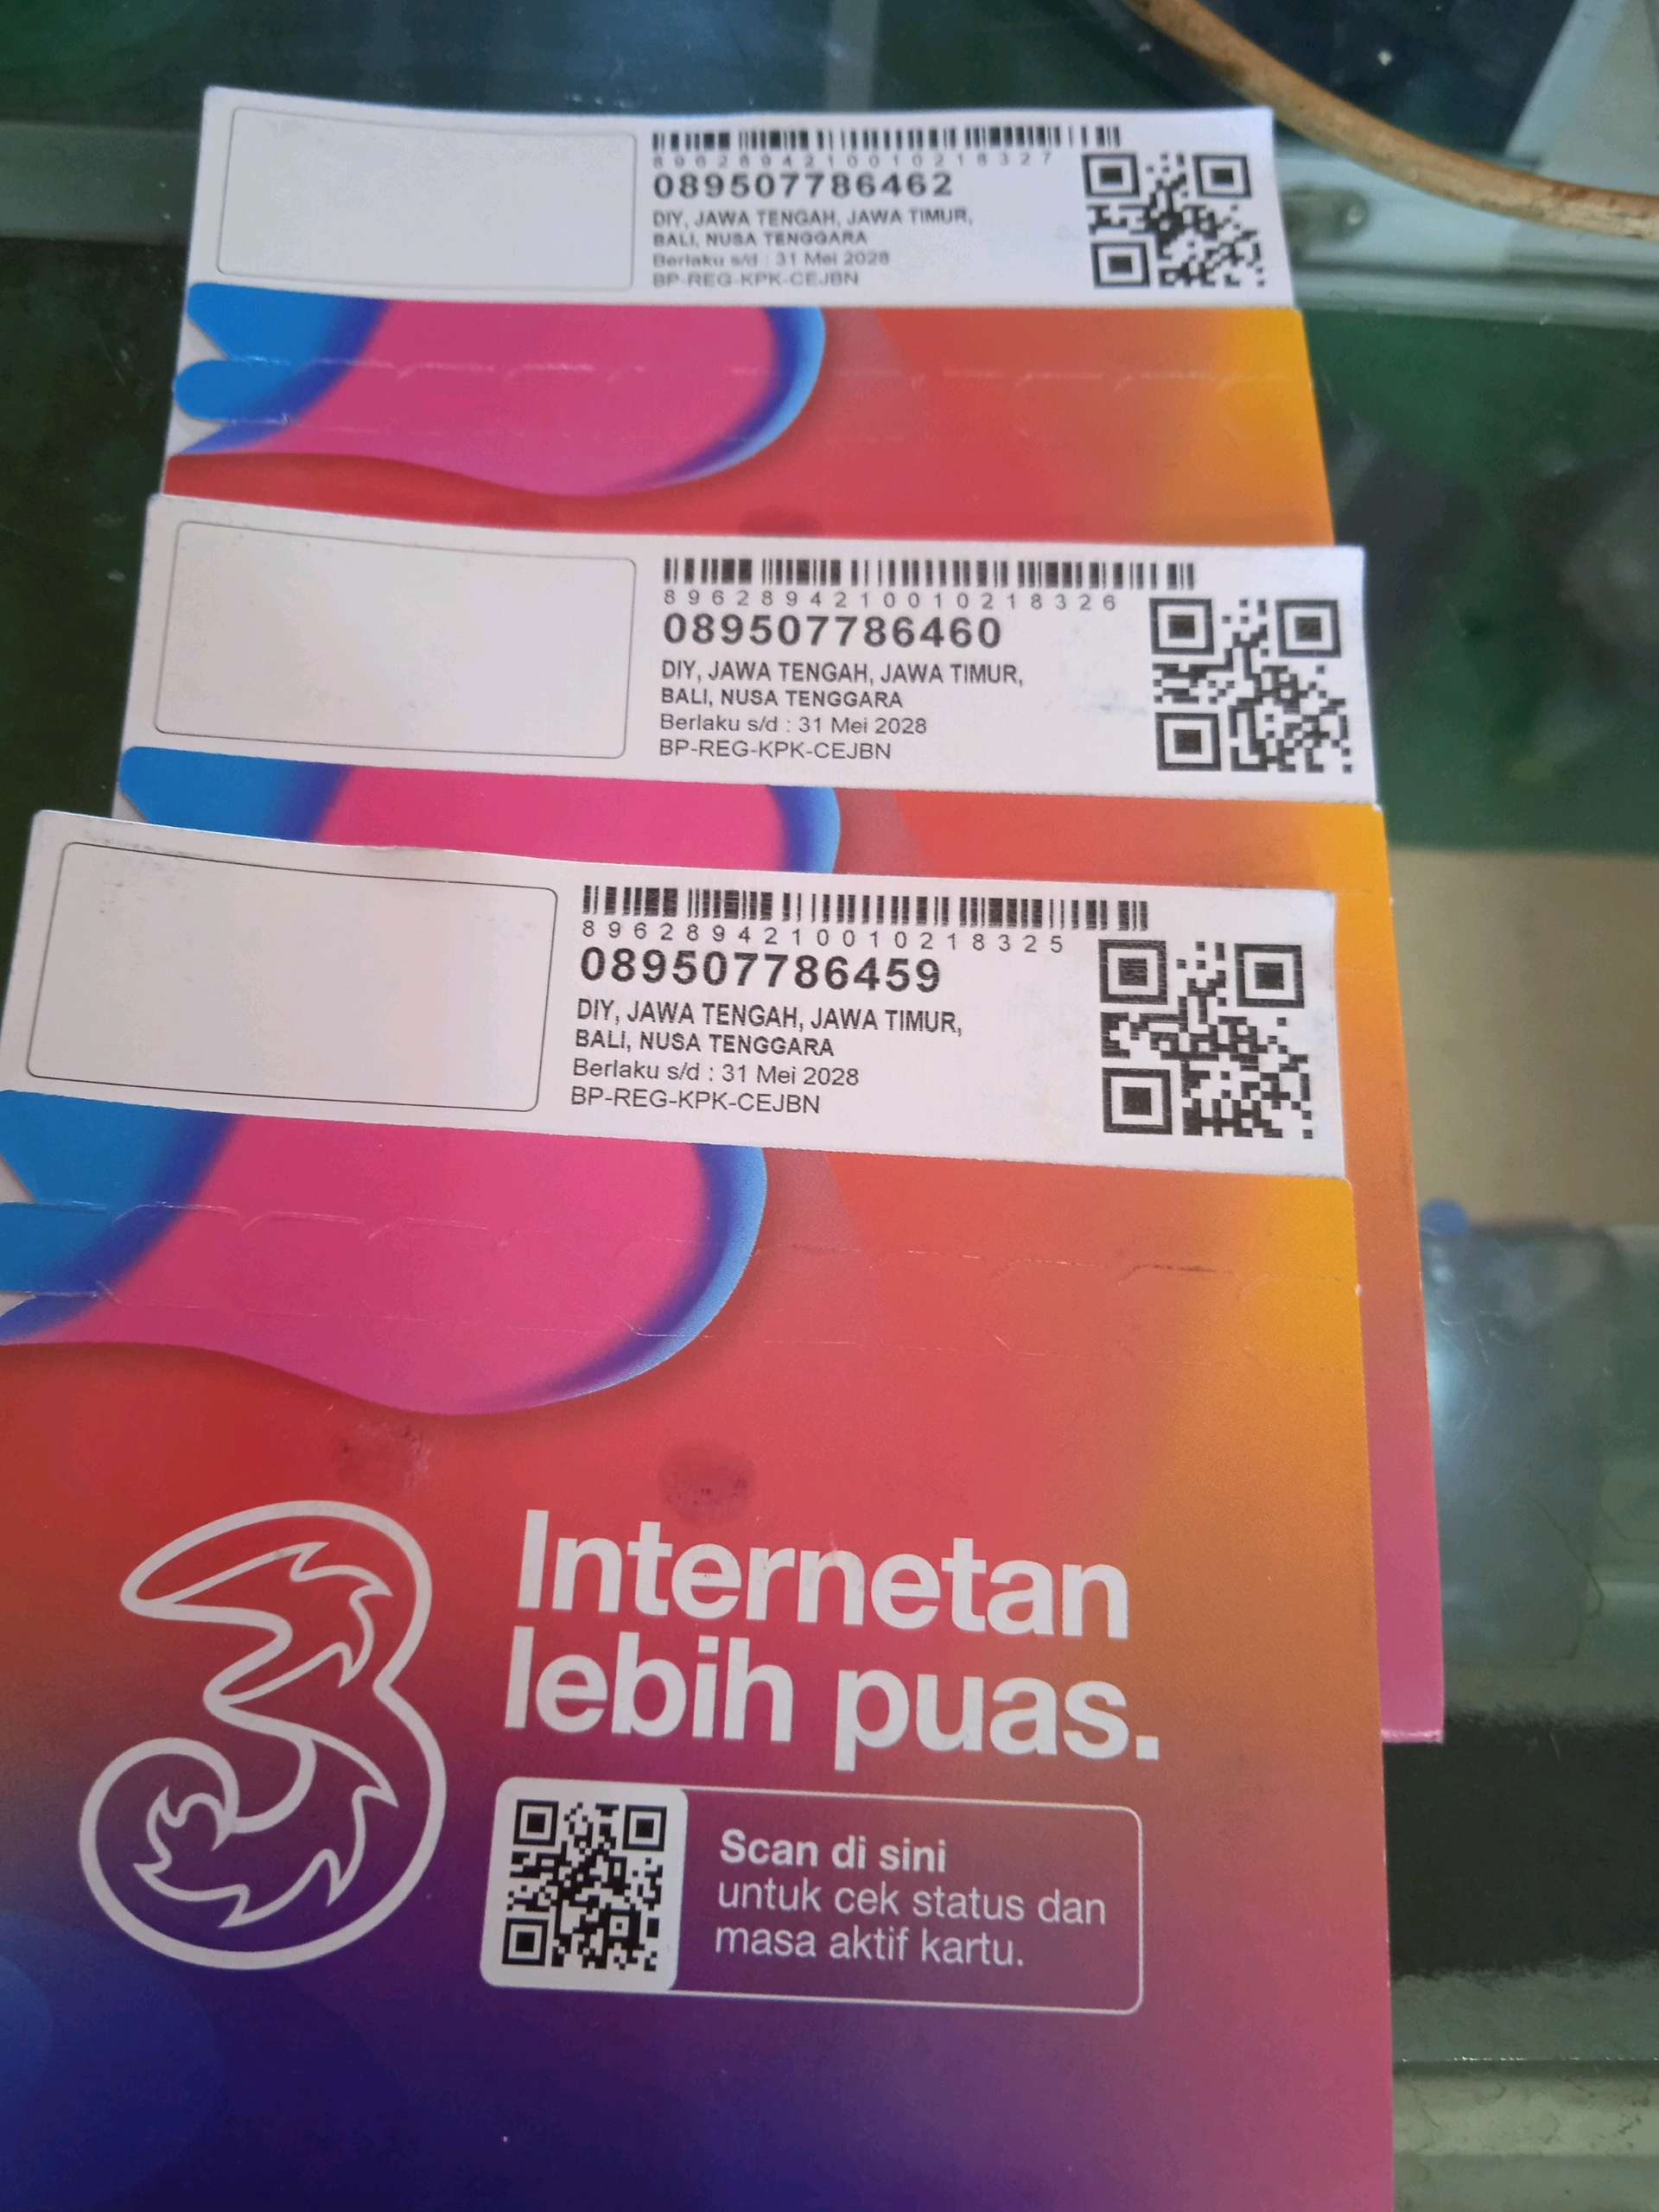 8962894210010218327
089507786462
DIY, JAWA TENGAH, JAWA TIMUR,
BALI, NUSA TENGGARA
Berlaku s/d : 31 Mei 2028
BP-REG-KPK-CEJBN
8962894210010218326
089507786460
DIY, JAWA TENGAH, JAWA TIMUR,
BALI, NUSA TENGGARA
Berlaku s/d : 31 Mei 2028
BP-REG-KPK-CEJBN
8962894210010218325
089507786459
DIY, JAWA TENGAH, JAWA TIMUR,
BALI, NUSA TENGGARA
Berlaku s/d : 31 Mei 2028
BP-REG-KPK-CEJBN
3
Internetan
lebih puas.
Scan di sini
untuk cek status dan
masa aktif kartu.